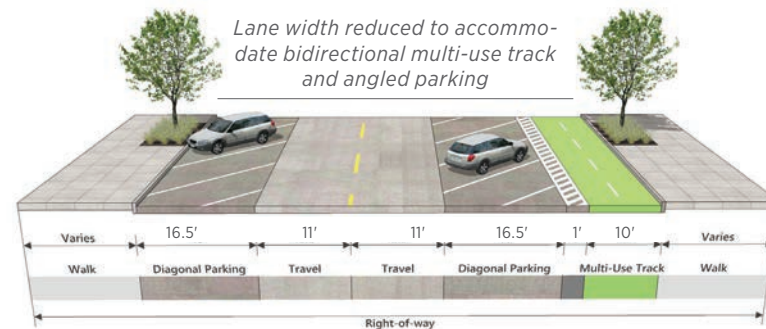 Lane width reduced to accommo-
date bidirectional multi-use track
and angled parking
Varies 16.5' 11' 11' 16.5' 1' 10' Varies
Walk Diagonal Parking Travel Travel Diagonal Parking Multi-Use Track Walk
Right-of-way